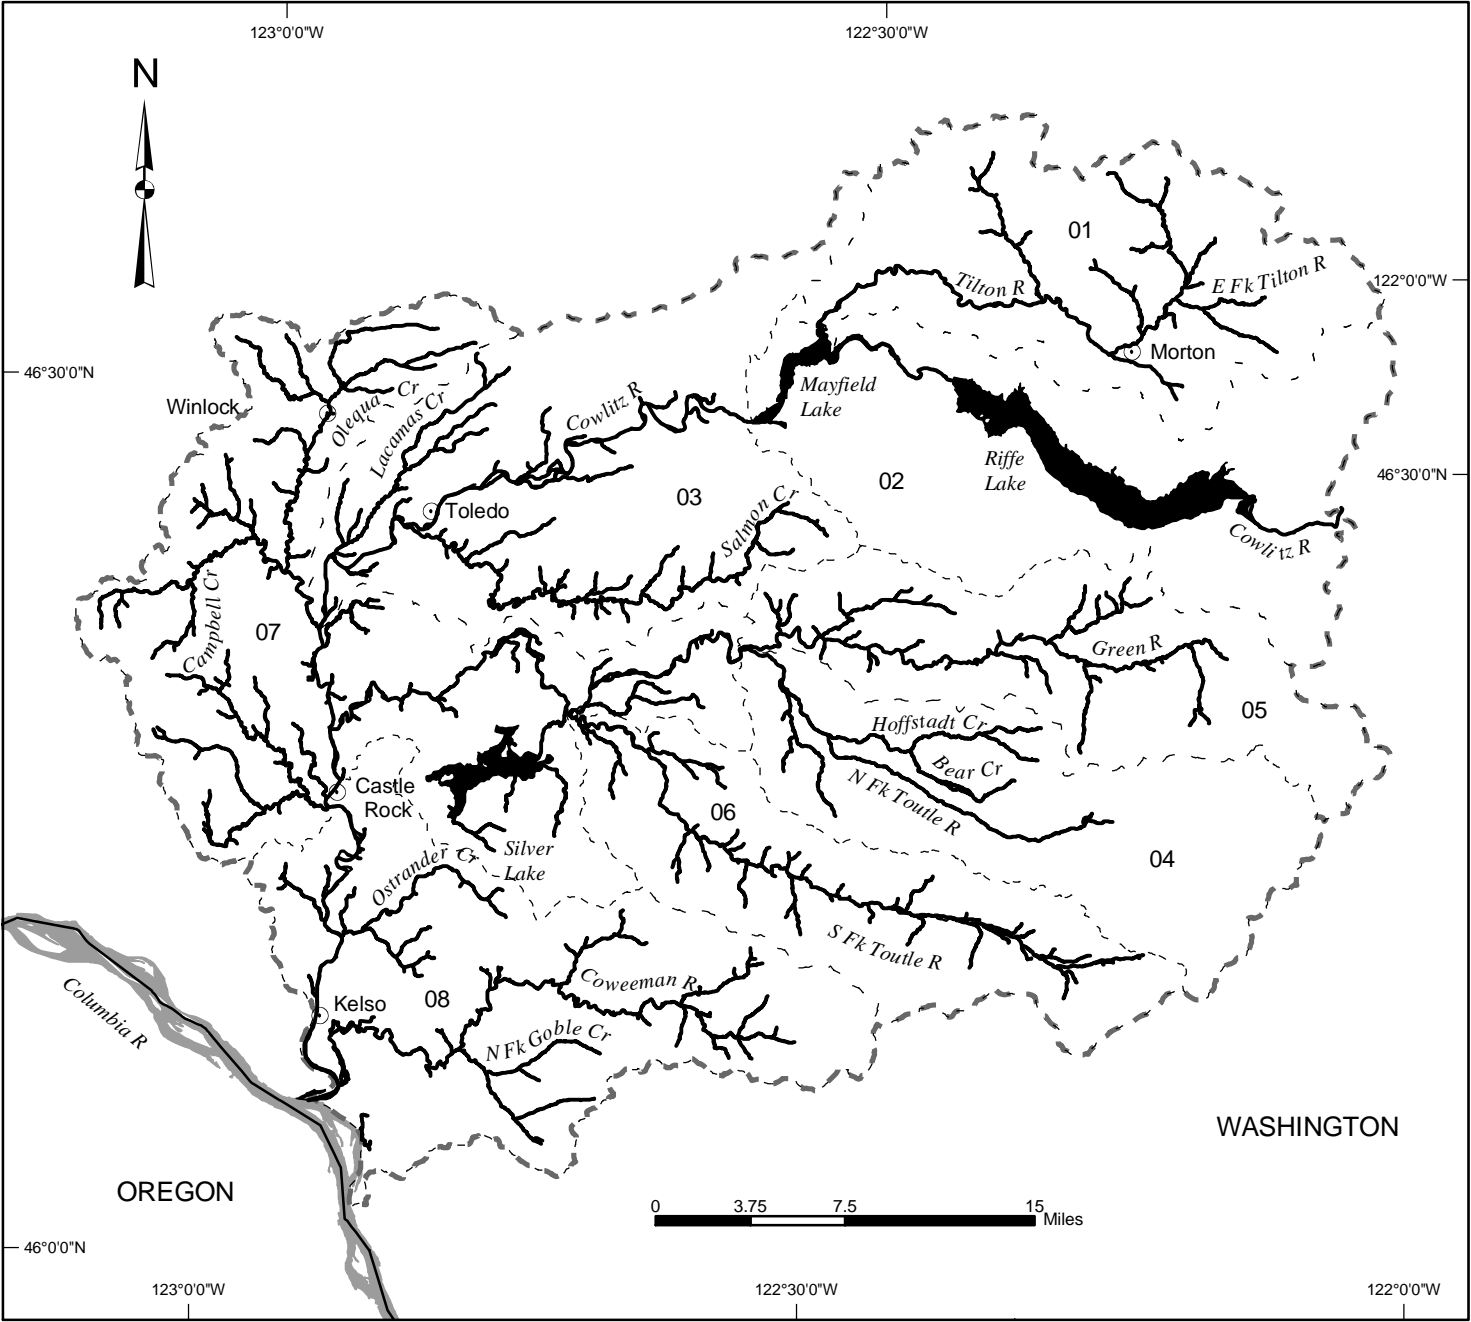 123°0'0"W
122°30'0"W
N
01
Tilton R
E Fk Tilton R
122°0'0"W
Morton
46°30'0"N
Winlock
Olequa Cr
Lacamas Cr
Cowlitz R
Mayfield
Lake
Riffe
Lake
46°30'0"N
02
03
Toledo
Salmon Cr
Cowlitz R
Campbell Cr
07
Green R
05
Hoffstadt Cr
Bear Cr
N Fk Toutle R
Castle
Rock
06
Silver
Lake
04
Ostrander Cr
S Fk Toutle R
Columbia R
Kelso
08
Coweeman R
N Fk Goble Cr
WASHINGTON
OREGON
0
3.75
7.5
15
Miles
46°0'0"N
123°0'0"W
122°30'0"W
122°0'0"W